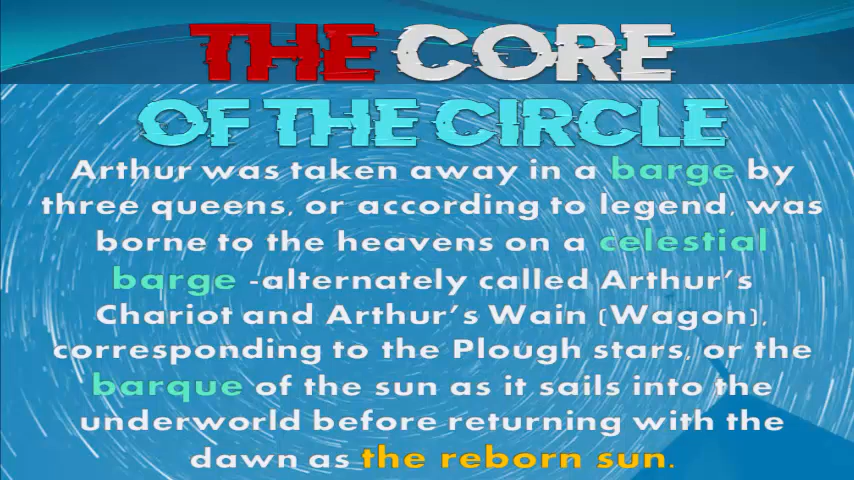 THE CORE
OF THE CIRCLE
Arthur was taken away in a barge by
three queens, or according to legend, was
borne to the heavens on a celestial
barge -alternately called Arthur's
Chariot and Arthur's Wain (Wagon),
corresponding to the Plough stars, or the
barque of the sun as it sails into the
underworld before returning with the
dawn as the reborn sun.